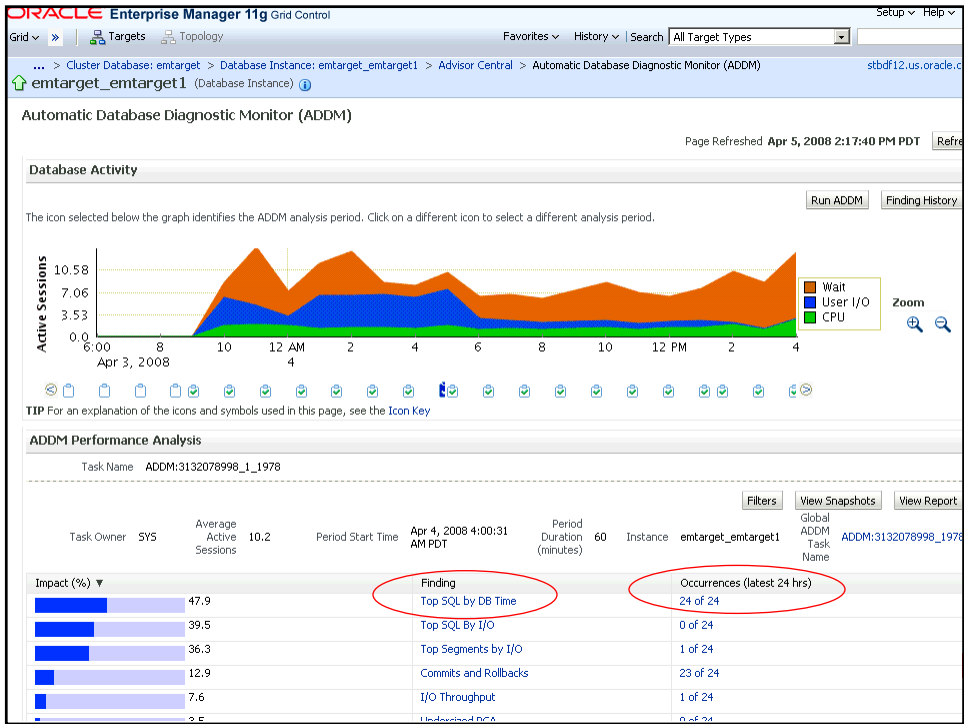 ORACLE Enterprise Manager 11g Grid Control
Setup Help
Grid » Targets Topology Favorites History Search All Target Types
... > Cluster Database: emtarget > Database Instance: emtarget_emtarget1 > Advisor Central > Automatic Database Diagnostic Monitor (ADDM) stbdf12.us.oracle.c
emtarget_emtarget1 (Database Instance)
Automatic Database Diagnostic Monitor (ADDM)
Page Refreshed Apr 5, 2008 2:17:40 PM PDT Refre
Database Activity
Run ADDM Finding History
The icon selected below the graph identifies the ADDM analysis period. Click on a different icon to select a different analysis period.
Active Sessions
10.58
7.06
3.53
0.0
Wait
User I/O
CPU
Zoom
6:00 8 10 12 AM 2 4 6 8 10 12 PM 2 4
Apr 3, 2008 4
TIP For an explanation of the icons and symbols used in this page, see the Icon Key
ADDM Performance Analysis
Task Name ADDM:3132078998_1_1978
Filters View Snapshots View Report
Task Owner SYS
Average Active Sessions 10.2
Period Start Time Apr 4, 2008 4:00:31 AM PDT
Period Duration (minutes) 60
Instance emtarget_emtarget1
Global ADDM Task Name ADDM:3132078998_1978
Impact (%) ▼ Finding Occurrences (latest 24 hrs)
47.9 Top SQL by DB Time 24 of 24
39.5 Top SQL By I/O 0 of 24
36.3 Top Segments by I/O 1 of 24
12.9 Commits and Rollbacks 23 of 24
7.6 I/O Throughput 1 of 24
3.5 Undersized PGA 0 of 24